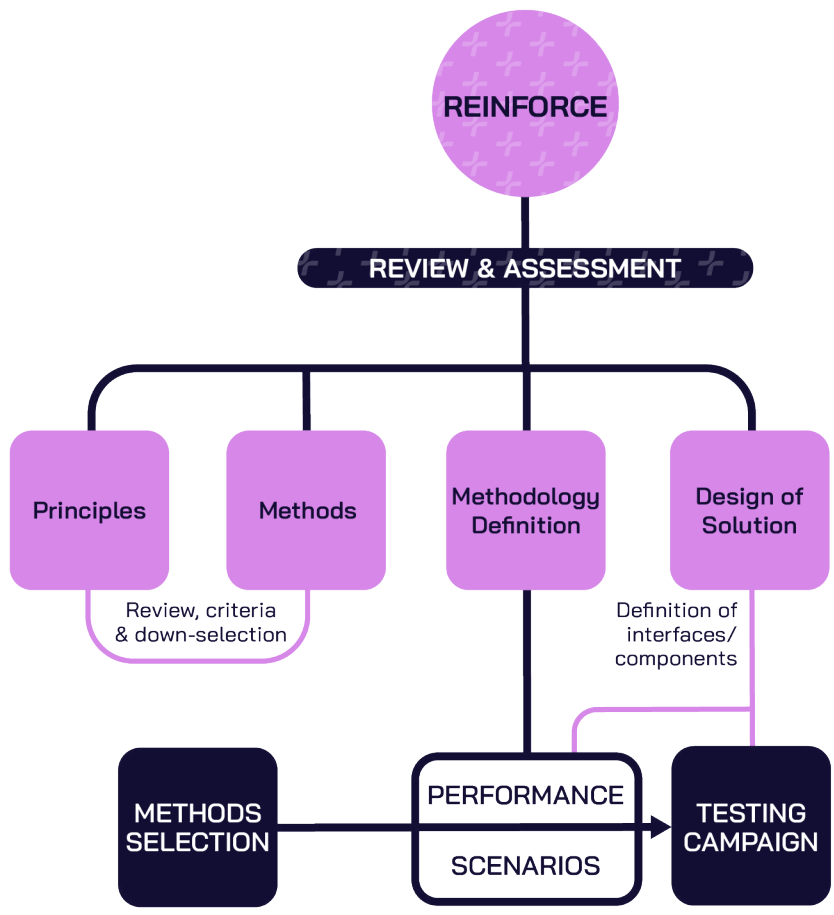 REINFORCE
REVIEW & ASSESSMENT
Principles
Methods
Methodology
Definition
Design of
Solution
Review, criteria
& down-selection
Definition of
interfaces/
components
METHODS
SELECTION
PERFORMANCE
SCENARIOS
TESTING
CAMPAIGN